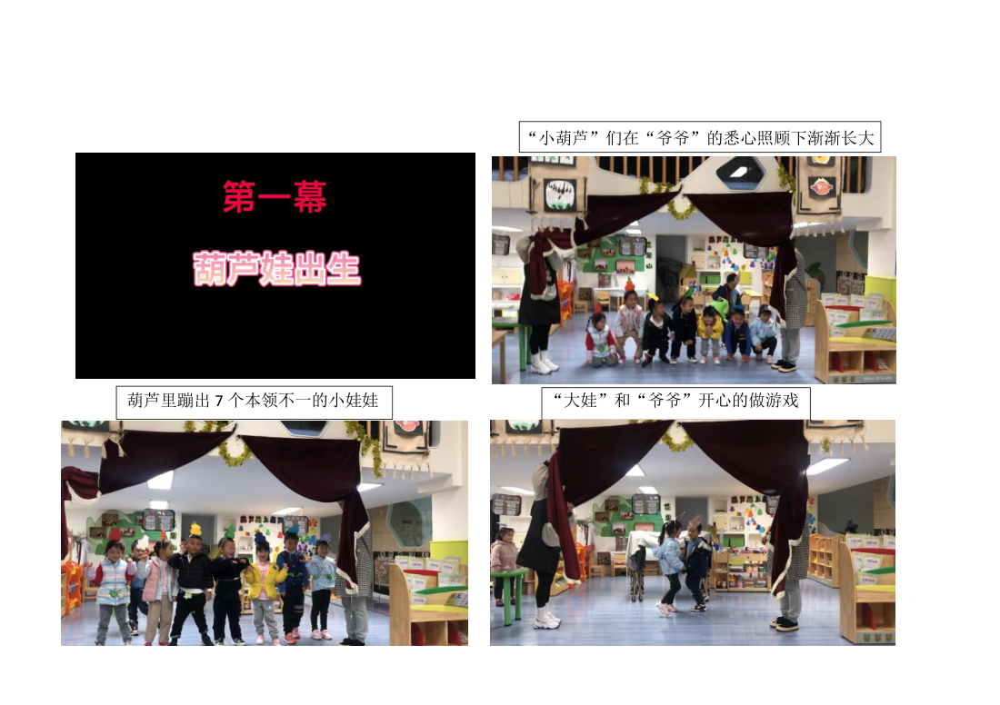 “小葫芦”们在“爷爷”的悉心照顾下渐渐长大
第一幕
葫芦娃出生
葫芦里蹦出 7 个本领不一的小娃娃
“大娃”和“爷爷”开心的做游戏